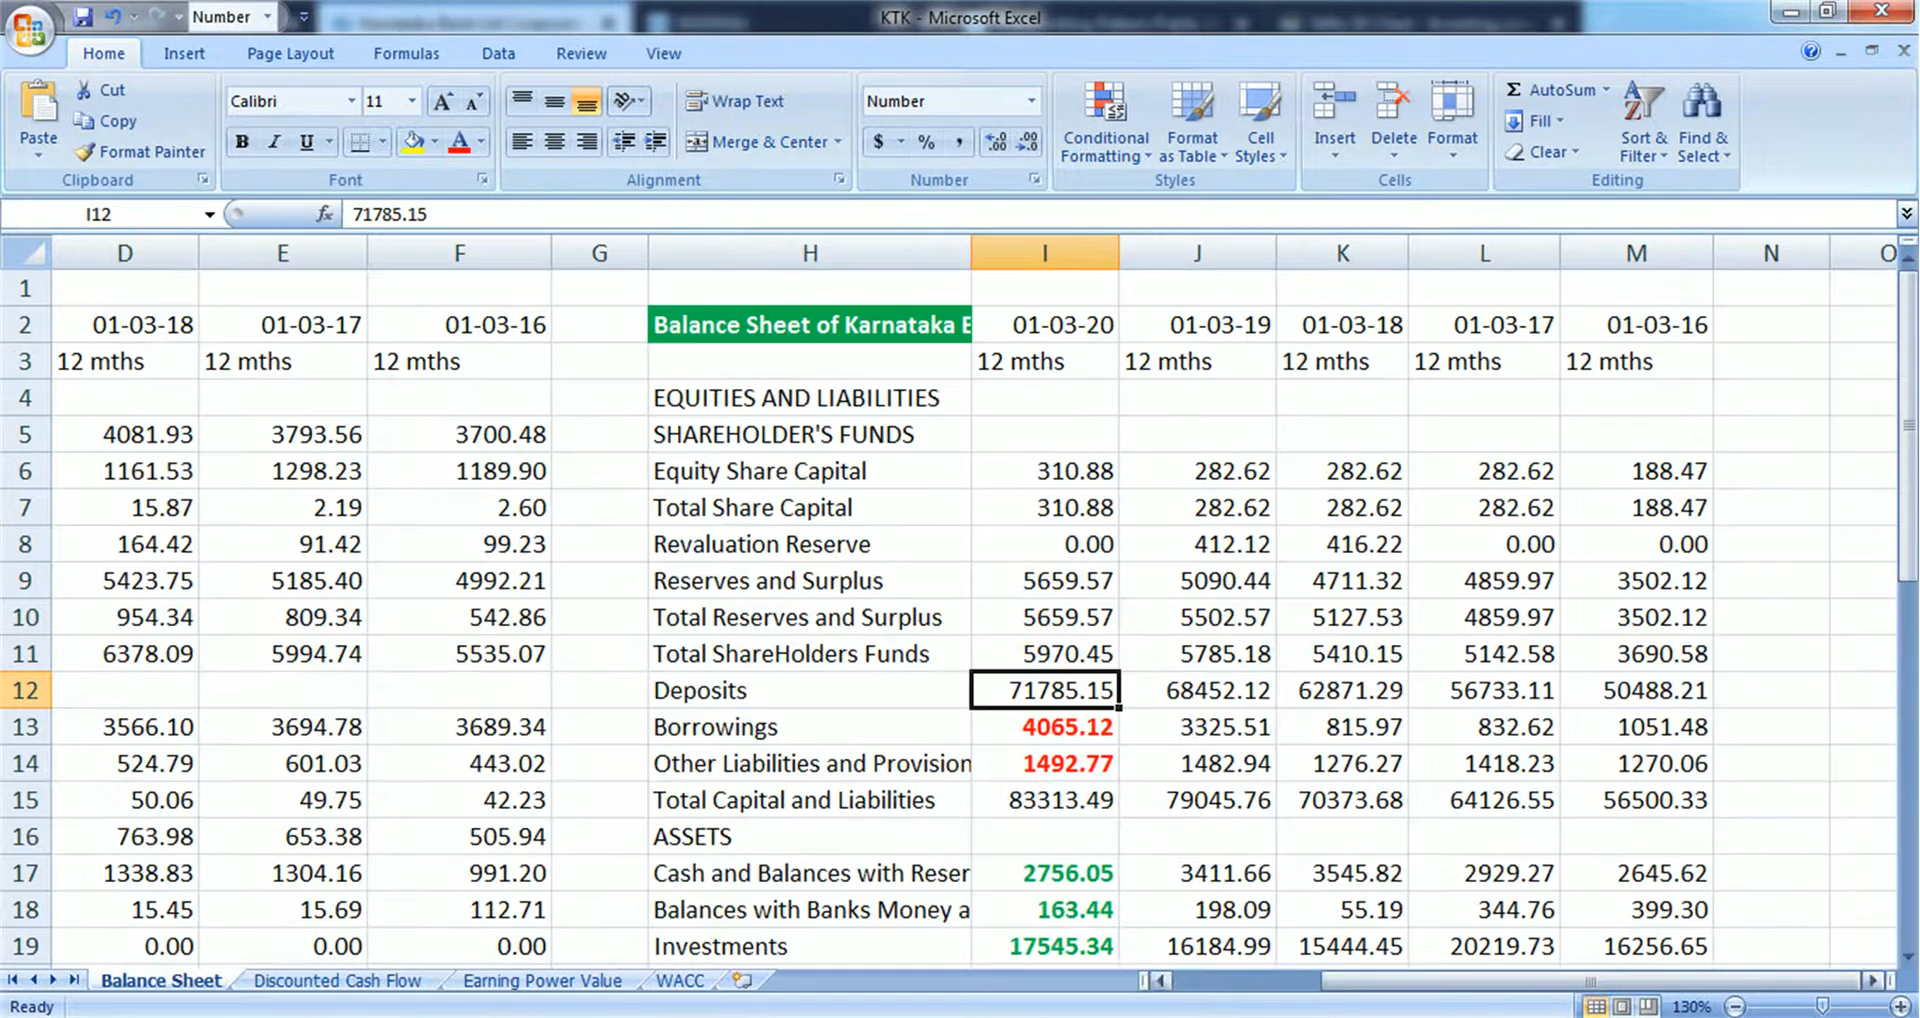 Number
KTK - Microsoft Excel
Home Insert Page Layout Formulas Data Review View
Paste
Cut
Copy
Format Painter
Clipboard
Calibri 11
B I U
Font
Wrap Text
Merge & Center
Alignment
Number
$ % ,
Number
Conditional Formatting
Format as Table
Cell Styles
Styles
Insert Delete Format
Cells
Σ AutoSum
Fill
Clear
Sort & Filter
Find & Select
Editing
I12 fx 71785.15
D E F G H I J K L M N O
1
2 01-03-18 01-03-17 01-03-16 Balance Sheet of Karnataka 01-03-20 01-03-19 01-03-18 01-03-17 01-03-16
3 12 mths 12 mths 12 mths 12 mths 12 mths 12 mths 12 mths 12 mths
4 EQUITIES AND LIABILITIES
5 4081.93 3793.56 3700.48 SHAREHOLDER'S FUNDS
6 1161.53 1298.23 1189.90 Equity Share Capital 310.88 282.62 282.62 282.62 188.47
7 15.87 2.19 2.60 Total Share Capital 310.88 282.62 282.62 282.62 188.47
8 164.42 91.42 99.23 Revaluation Reserve 0.00 412.12 416.22 0.00 0.00
9 5423.75 5185.40 4992.21 Reserves and Surplus 5659.57 5090.44 4711.32 4859.97 3502.12
10 954.34 809.34 542.86 Total Reserves and Surplus 5659.57 5502.57 5127.53 4859.97 3502.12
11 6378.09 5994.74 5535.07 Total ShareHolders Funds 5970.45 5785.18 5410.15 5142.58 3690.58
12 Deposits 71785.15 68452.12 62871.29 56733.11 50488.21
13 3566.10 3694.78 3689.34 Borrowings 4065.12 3325.51 815.97 832.62 1051.48
14 524.79 601.03 443.02 Other Liabilities and Provision 1492.77 1482.94 1276.27 1418.23 1270.06
15 50.06 49.75 42.23 Total Capital and Liabilities 83313.49 79045.76 70373.68 64126.55 56500.33
16 763.98 653.38 505.94 ASSETS
17 1338.83 1304.16 991.20 Cash and Balances with Reser 2756.05 3411.66 3545.82 2929.27 2645.62
18 15.45 15.69 112.71 Balances with Banks Money a 163.44 198.09 55.19 344.76 399.30
19 0.00 0.00 0.00 Investments 17545.34 16184.99 15444.45 20219.73 16256.65
Balance Sheet Discounted Cash Flow Earning Power Value WACC
Ready 130%